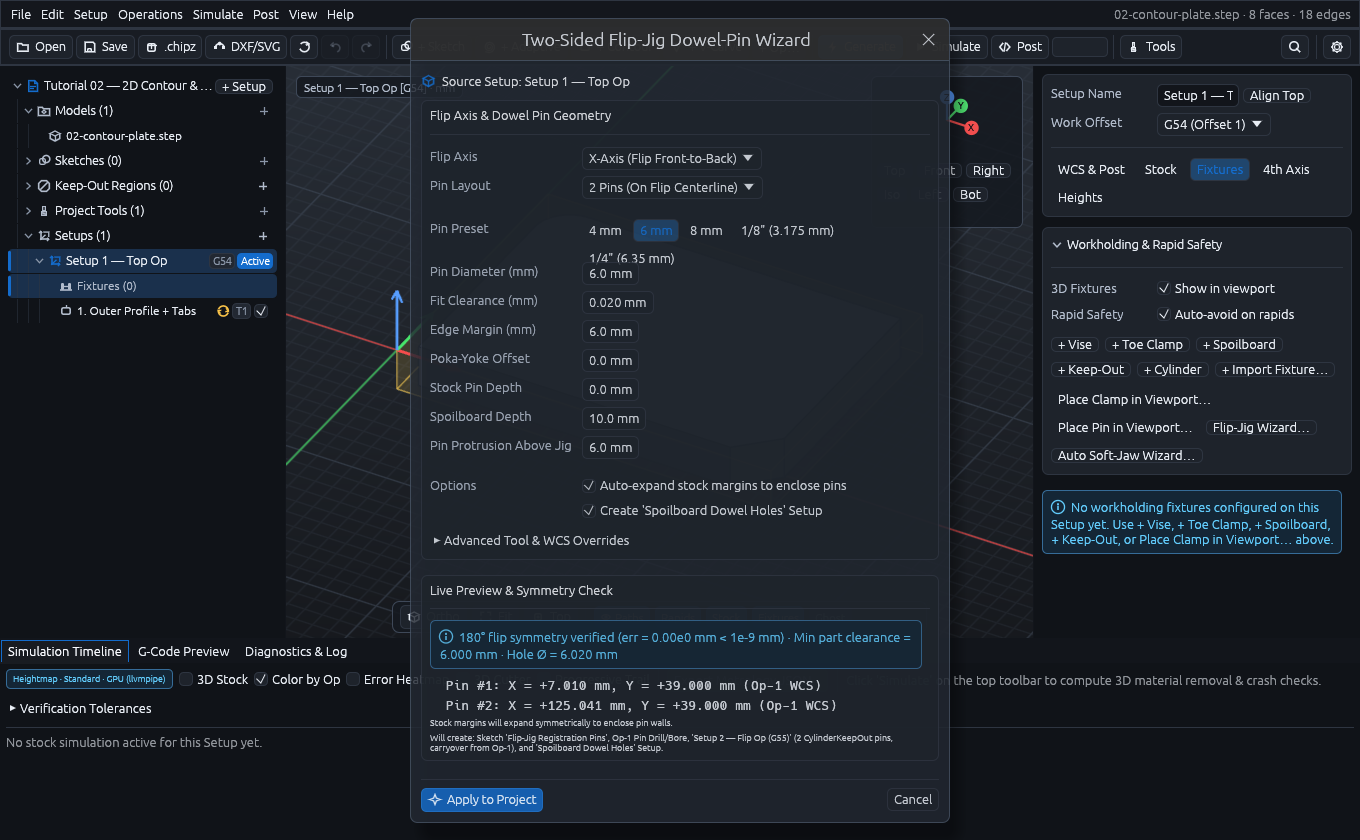 File Edit Setup Operations Simulate Post View Help
02-contour-plate.step · 8 faces · 18 edges
Open Save .chipz DXF/SVG Post Tools
Two-Sided Flip-Jig Dowel-Pin Wizard
Tutorial 02 — 2D Contour & ... + Setup
Models (1) +
02-contour-plate.step
Sketches (0) +
Keep-Out Regions (0) +
Project Tools (1) +
Setups (1) +
Setup 1 — Top Op G54 Active
Fixtures (0)
1. Outer Profile + Tabs T1
Setup 1 — Top Op [G54]
Source Setup: Setup 1 — Top Op
Flip Axis & Dowel Pin Geometry
Flip Axis X-Axis (Flip Front-to-Back)
Pin Layout 2 Pins (On Flip Centerline)
Pin Preset 4 mm 6 mm 8 mm 1/8" (3.175 mm)
1/4" (6.35 mm)
Pin Diameter (mm) 6.0 mm
Fit Clearance (mm) 0.020 mm
Edge Margin (mm) 6.0 mm
Poka-Yoke Offset 0.0 mm
Stock Pin Depth 0.0 mm
Spoilboard Depth 10.0 mm
Pin Protrusion Above Jig 6.0 mm
Options Auto-expand stock margins to enclose pins
Create 'Spoilboard Dowel Holes' Setup
Advanced Tool & WCS Overrides
Live Preview & Symmetry Check
180° flip symmetry verified (err = 0.00e0 mm < 1e-9 mm) · Min part clearance =
6.000 mm · Hole Ø = 6.020 mm
Pin #1: X = +7.010 mm, Y = +39.000 mm (Op-1 WCS)
Pin #2: X = +125.041 mm, Y = +39.000 mm (Op-1 WCS)
Stock margins will expand symmetrically to enclose pin walls.
Will create: Sketch 'Flip-Jig Registration Pins', Op-1 Pin Drill/Bore, 'Setup 2 — Flip Op (G55)' (2 CylinderKeepOut pins,
carryover from Op-1), and 'Spoilboard Dowel Holes' Setup.
Apply to Project Cancel
Y
X
Right
Bot
Setup Name Setup 1 — T Align Top
Work Offset G54 (Offset 1)
WCS & Post Stock Fixtures 4th Axis
Heights
Workholding & Rapid Safety
3D Fixtures Show in viewport
Rapid Safety Auto-avoid on rapids
+ Vise + Toe Clamp + Spoilboard
+ Keep-Out + Cylinder + Import Fixture...
Place Clamp in Viewport...
Place Pin in Viewport... Flip-Jig Wizard...
Auto Soft-Jaw Wizard...
No workholding fixtures configured on this
Setup yet. Use + Vise, + Toe Clamp, + Spoilboard,
+ Keep-Out, or Place Clamp in Viewport... above.
Simulation Timeline G-Code Preview Diagnostics & Log
Heightmap · Standard · GPU (llvmpipe) 3D Stock Color by Op Error
on the top toolbar to compute 3D material removal & crash checks.
Verification Tolerances
No stock simulation active for this Setup yet.